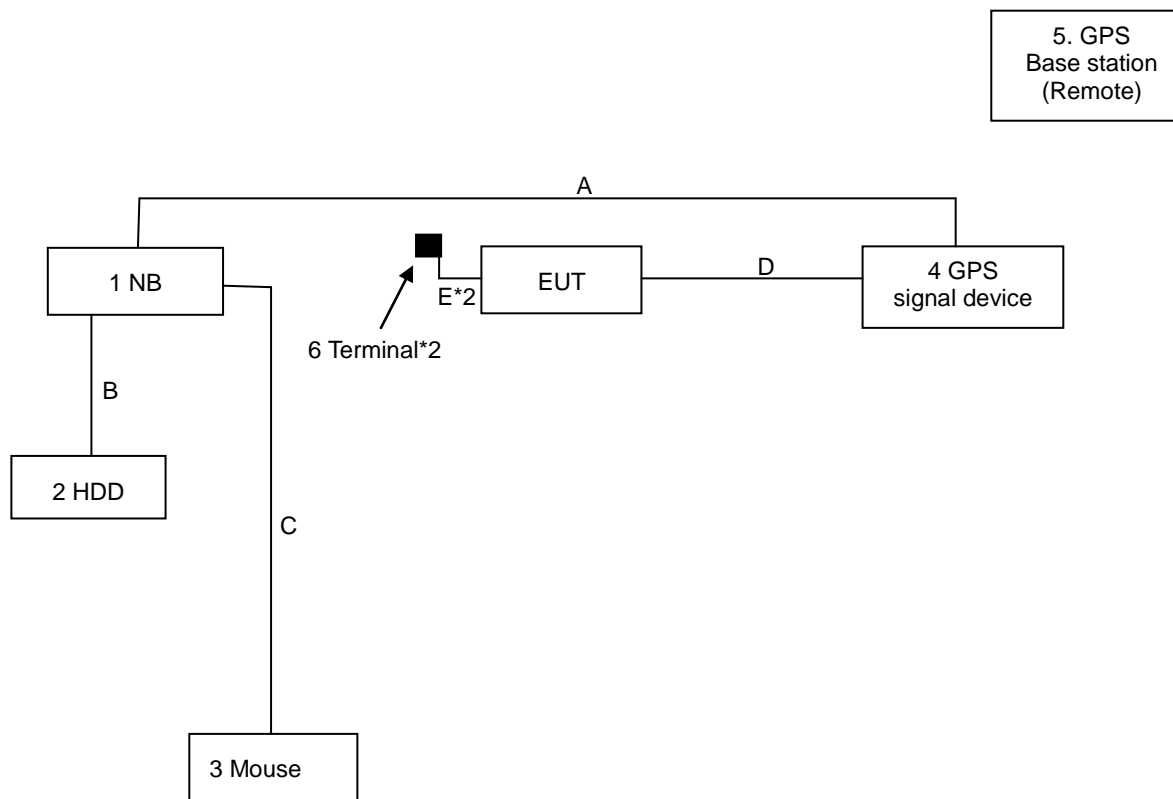 5. GPS
Base station
(Remote)
A
1 NB
EUT
D
4 GPS
signal device
E*2
6 Terminal*2
B
2 HDD
C
3 Mouse